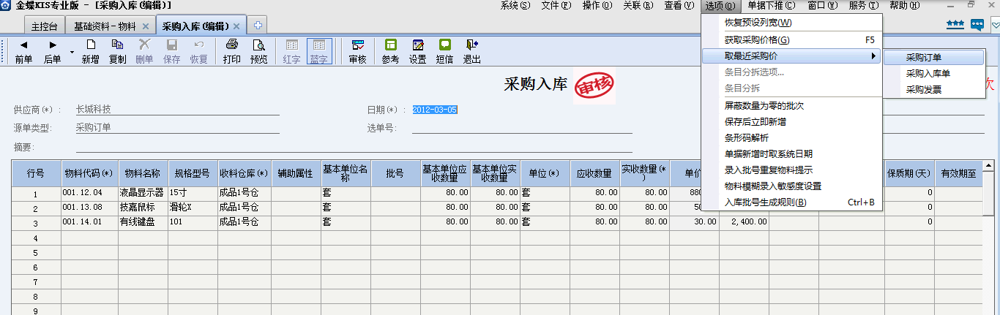 金蝶KIS专业版 - [采购入库(编辑)] 系统(S) 文件(F) 操作(O) 关联(R) 查看(V) 选项(O) 单据下推(C) 窗口(W) 服务(I) 帮助(H)
主控台 基础资料-物料 采购入库(编辑)
前单 后单 新增 复制 删单 保存 恢复 打印 预览 红字 蓝字 审核 参考 设置 短信 退出
恢复预设列宽(W)
获取采购价格(G) F5
取最近采购价
条目分拆选项...
条目分拆
屏蔽数量为零的批次
保存后立即新增
条形码解析
单据新增时取系统日期
录入批号重复物料提示
物料模糊录入敏感度设置
入库批号生成规则(B) Ctrl+B
采购订单
采购入库单
采购发票
采购入库 审核 次
供应商(*): 长城科技 日期(*): 2012-03-05
源单类型: 采购订单 选单号:
摘要:
行号 物料代码(*) 物料名称 规格型号 收料仓库(*) 辅助属性 基本单位名称 批号 基本单位应收数量 基本单位实收数量 单位(*) 应收数量 实收数量(*) 单价 保质期(天) 有效期至
1 001.12.04 液晶显示器 15寸 成品1号仓 套 80.00 80.00 套 80.00 80.00 880 0
2 001.13.08 技嘉鼠标 滑轮X 成品1号仓 套 80.00 80.00 套 80.00 80.00 50 0
3 001.14.01 有线键盘 101 成品1号仓 套 80.00 80.00 套 80.00 80.00 30.00 2,400.00 0
4
5
6
7
8
9